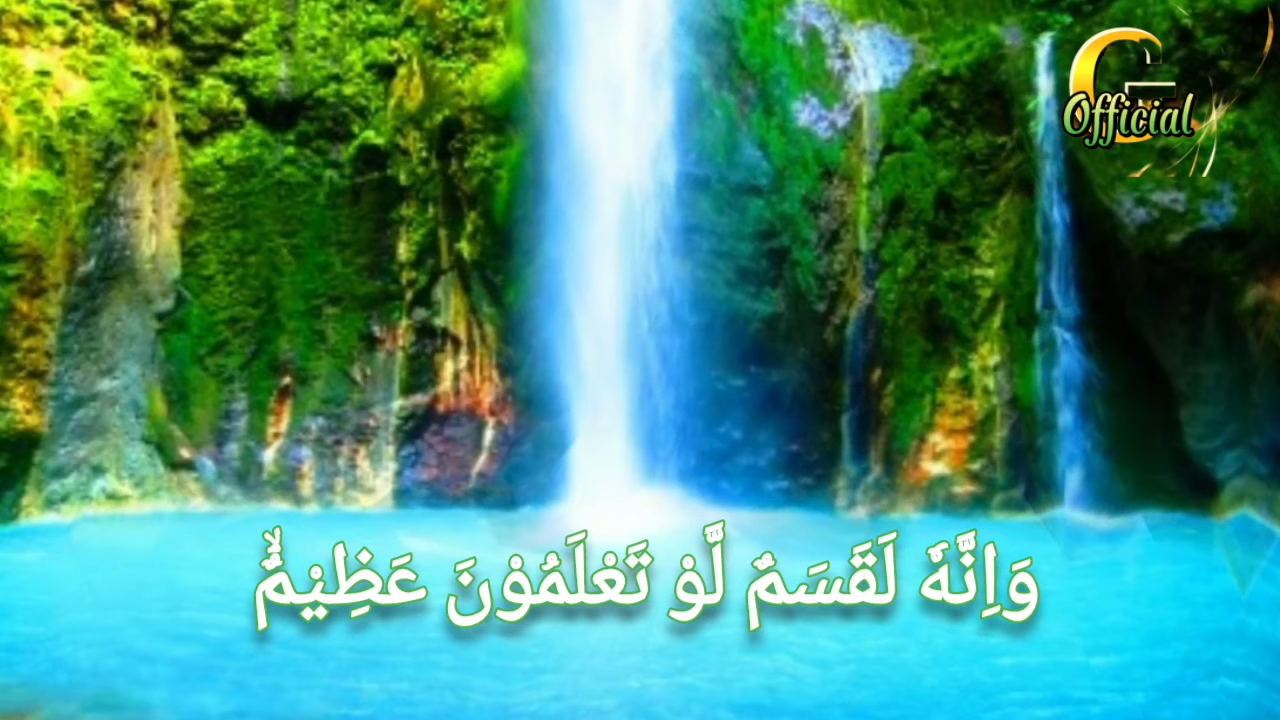 Official
وَاِنَّهٗ لَقَسَمٌ لَّوْ تَعْلَمُوْنَ عَظِيْمٌۙ